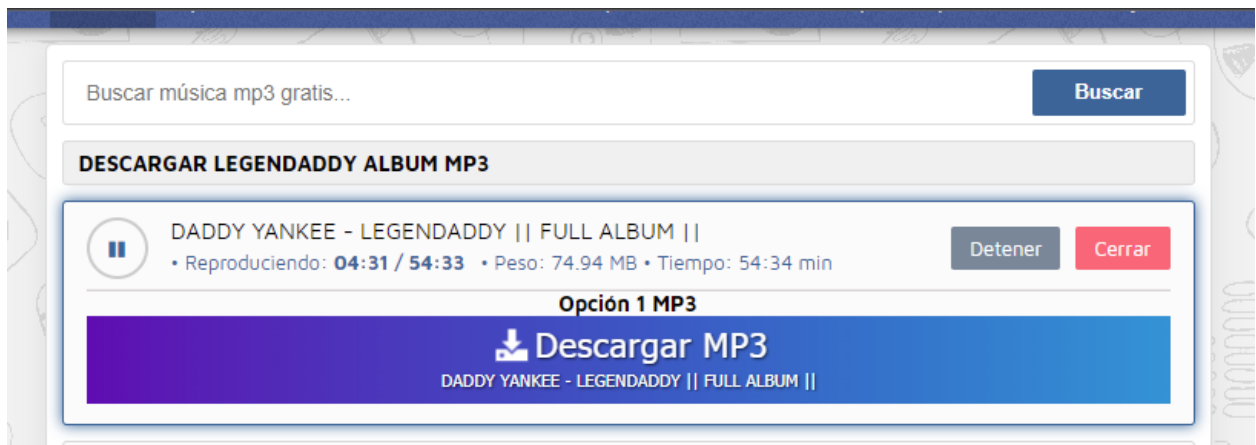 Buscar música mp3 gratis...
Buscar
DESCARGAR LEGENDADDY ALBUM MP3
DADDY YANKEE - LEGENDADDY || FULL ALBUM ||
• Reproduciendo: 04:31 / 54:33 • Peso: 74.94 MB • Tiempo: 54:34 min
Detener
Cerrar
Opción 1 MP3
Descargar MP3
DADDY YANKEE - LEGENDADDY || FULL ALBUM ||